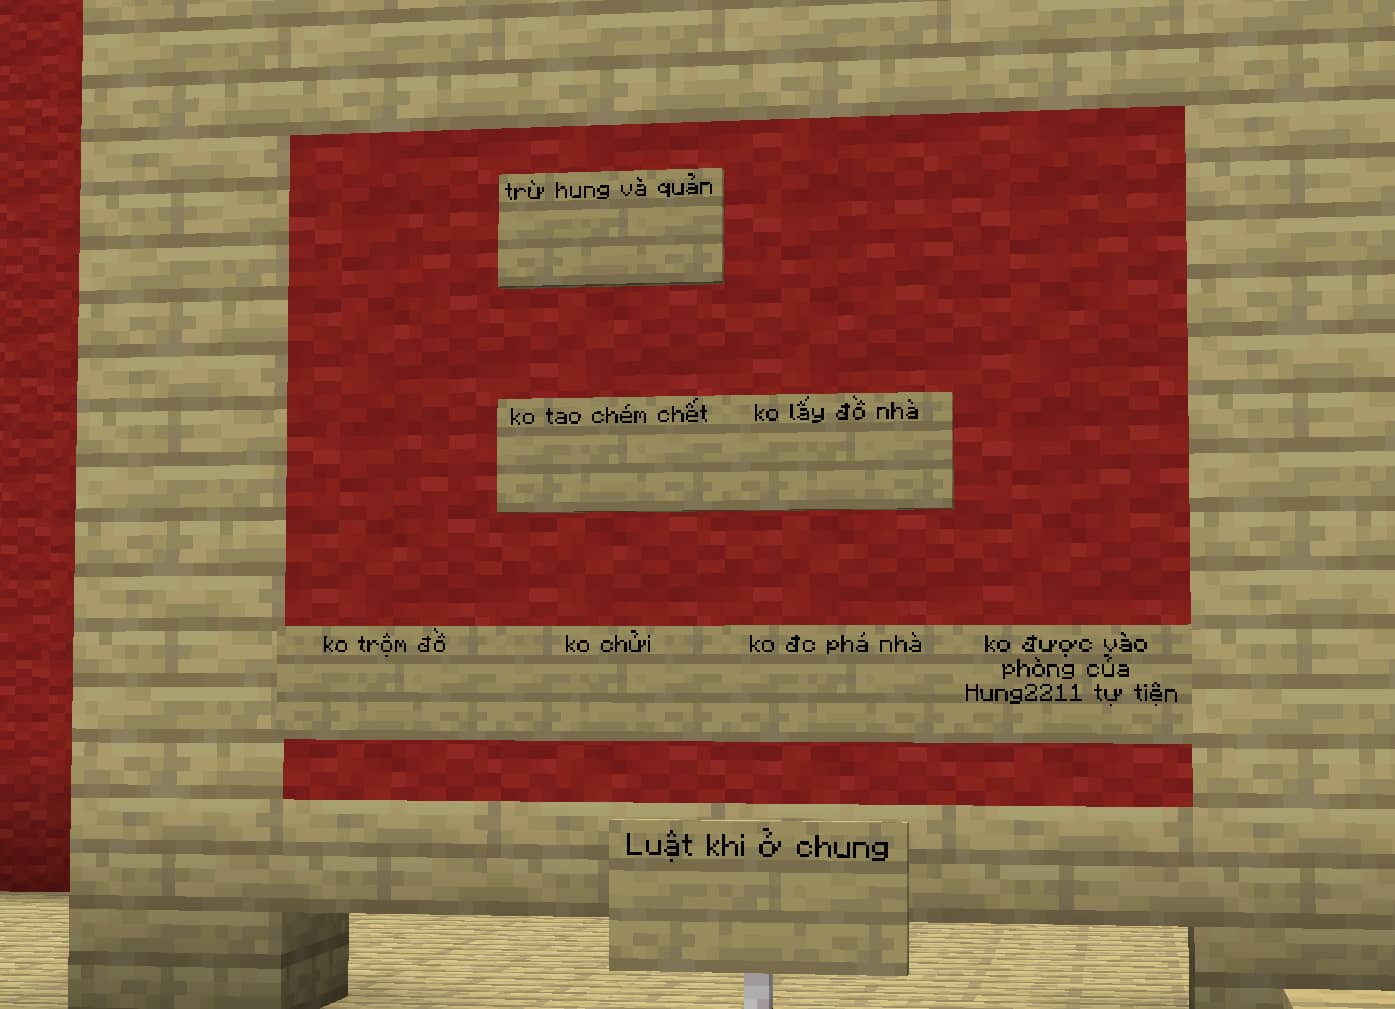 trừ hung và quản
ko tao chém chết
ko lấy đồ nhà
ko trộm đồ
ko chửi
ko đc phá nhà
ko được vào
phòng của
Hung2211 tự tiện
Luật khi ở chung